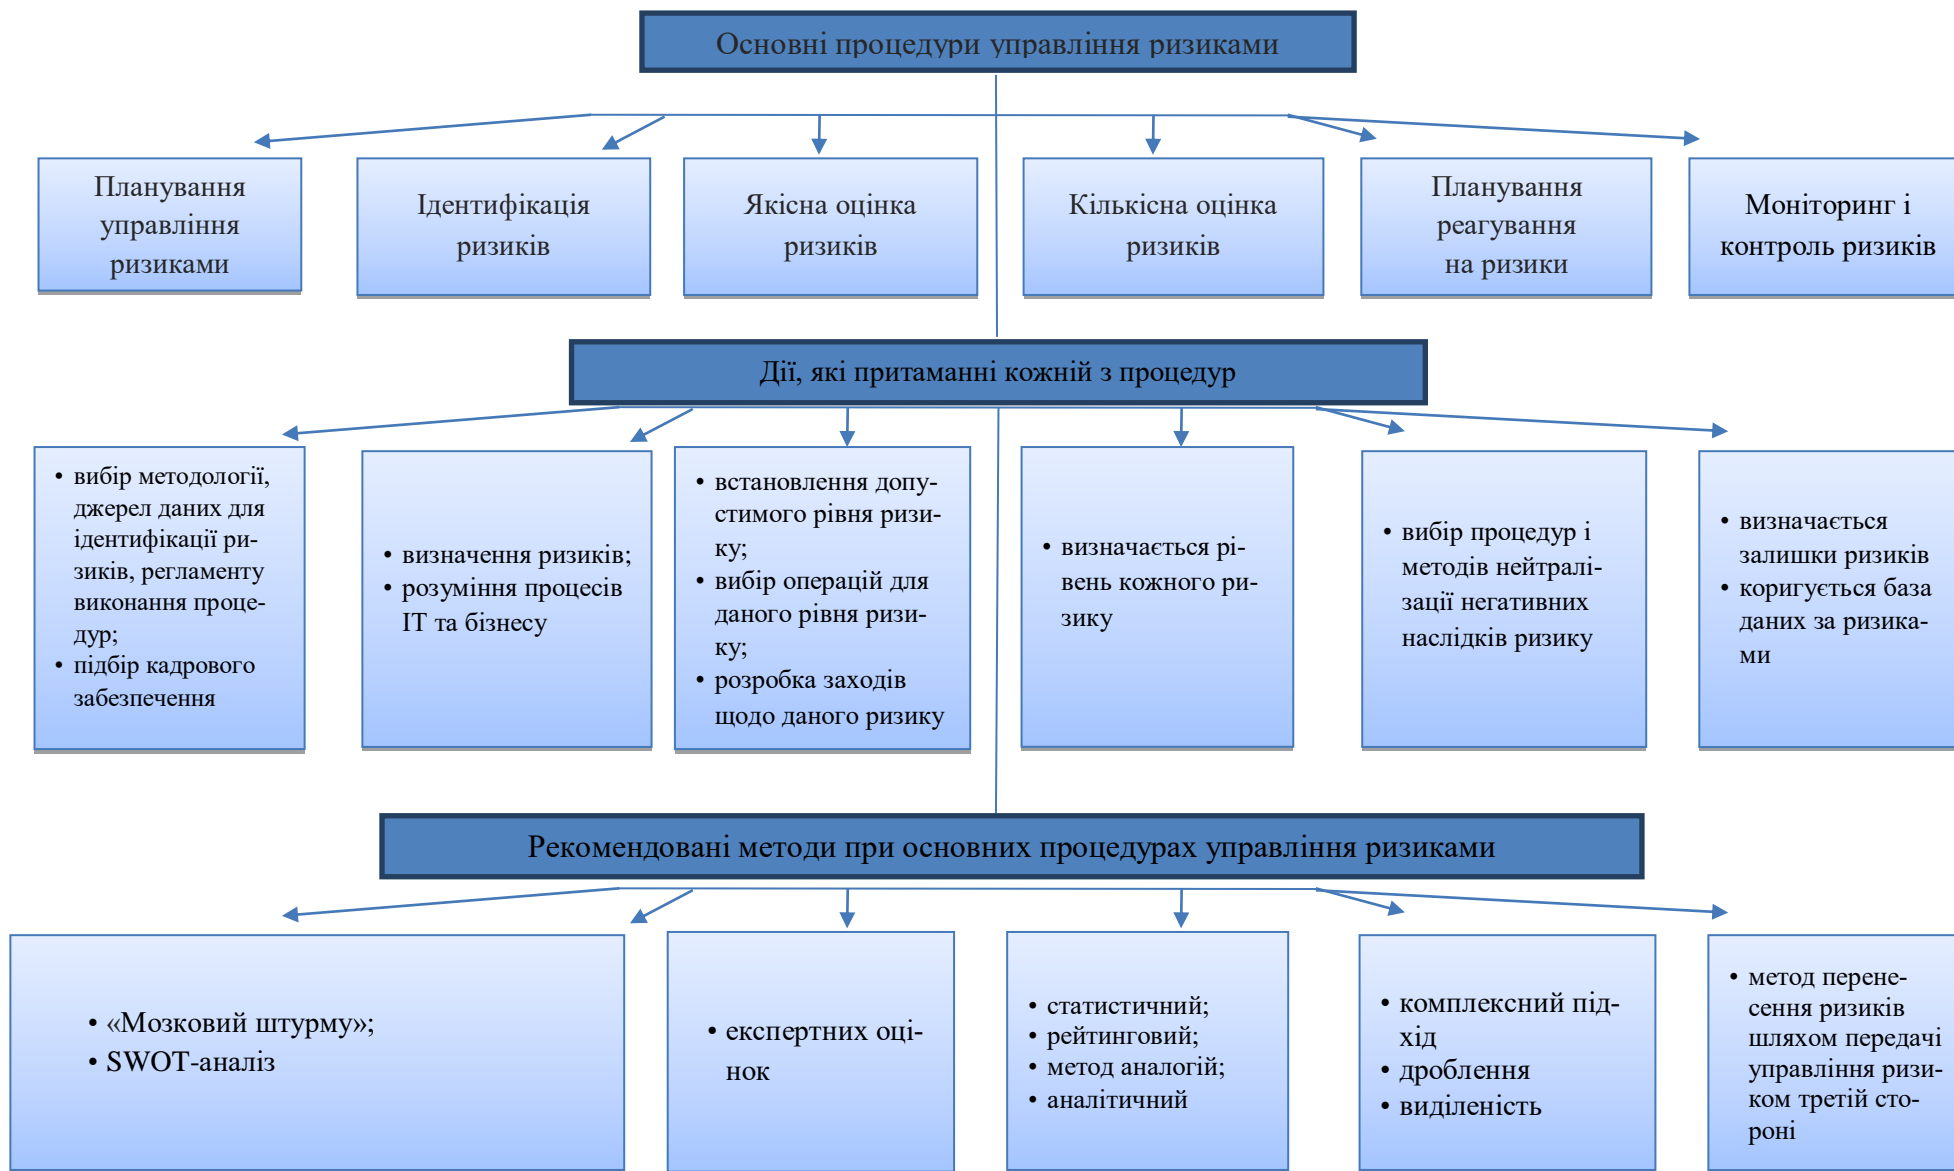 Основні процедури управління ризиками
Планування
управління
ризиками
Ідентифікація
ризиків
Якісна оцінка
ризиків
Кількісна оцінка
ризиків
Планування
реагування
на ризики
Моніторинг і
контроль ризиків
Дії, які притаманні кожній з процедур
• вибір методології,
джерел даних для
ідентифікації ри-
зиків, регламенту
виконання проце-
дур;
• підбір кадрового
забезпечення
• визначення ризиків;
• розуміння процесів
ІТ та бізнесу
• встановлення допу-
стимого рівня ризи-
ку;
• вибір операцій для
даного рівня ризи-
ку;
• розробка заходів
щодо даного ризику
• визначається рі-
вень кожного ри-
зику
• вибір процедур і
методів нейтралі-
зації негативних
наслідків ризику
• визначається
залишки ризиків
• коригується база
даних за ризика-
ми
Рекомендовані методи при основних процедурах управління ризиками
• «Мозковий штурму»;
• SWOT-аналіз
• експертних оці-
нок
• статистичний;
• рейтинговий;
• метод аналогій;
• аналітичний
• комплексний під-
хід
• дроблення
• виділеність
• метод перене-
сення ризиків
шляхом передачі
управління ризи-
ком третій сто-
роні